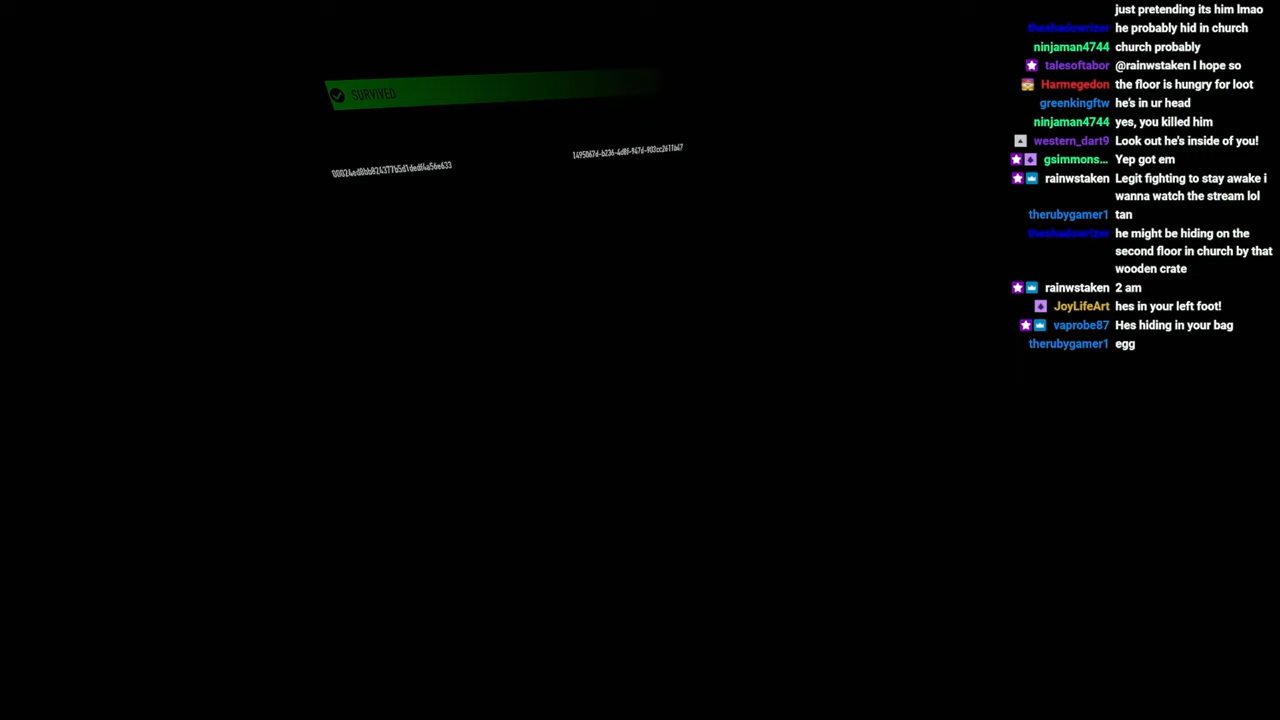 SURVIVED
just pretending its him lmao
theshadowrizer he probably hid in church
ninjaman4744 church probably
talesoftabor @rainwstaken I hope so
Harmegedon the floor is hungry for loot
greenkingftw he's in ur head
ninjaman4744 yes, you killed him
western_dart9 Look out he's inside of you!
gsimmons... Yep got em
rainwstaken Legit fighting to stay awake i
wanna watch the stream lol
therubygamer1 tan
theshadowrizer he might be hiding on the
second floor in church by that
wooden crate
rainwstaken 2 am
JoyLifeArt hes in your left foot!
vaprobe87 Hes hiding in your bag
therubygamer1 egg